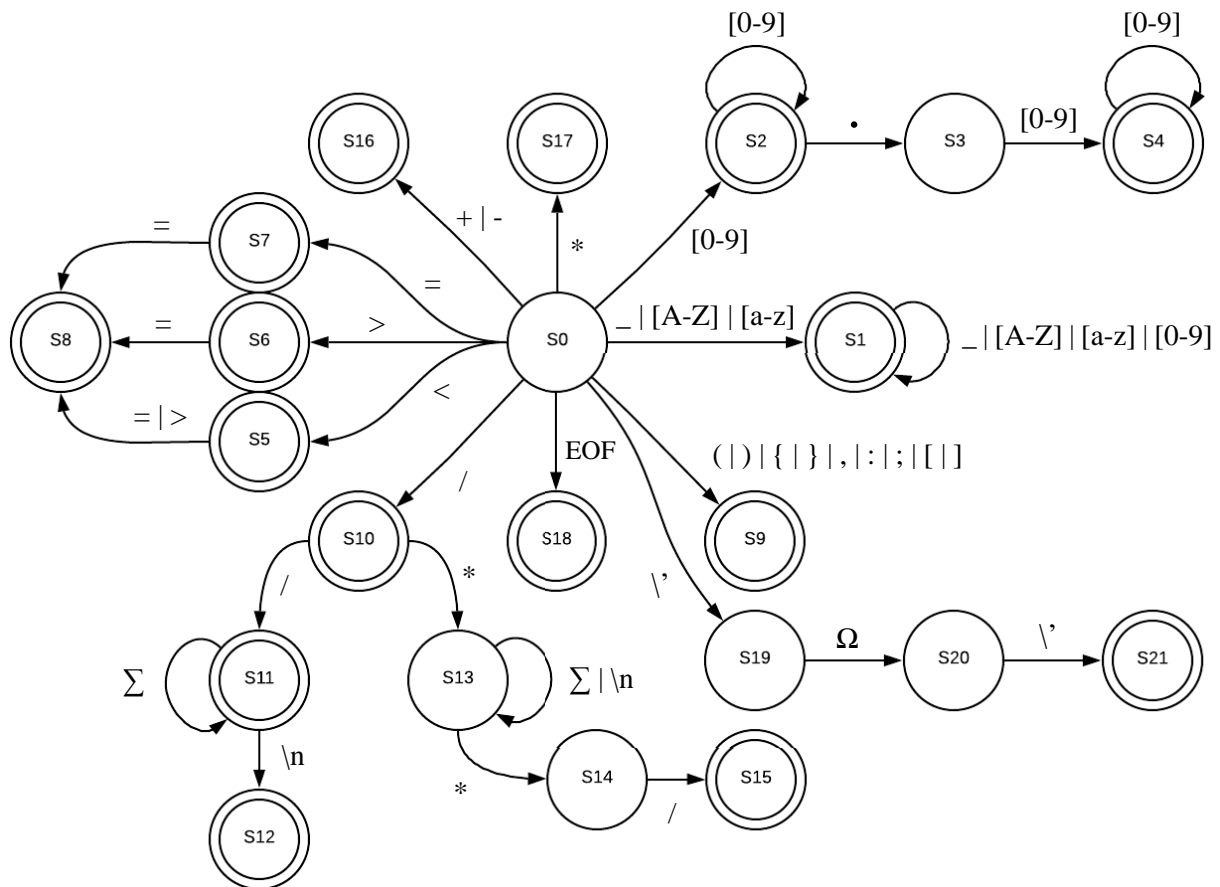 [0-9] [0-9]
S16 S17 S2 . S3 [0-9] S4
+ | - * [0-9]
= S7 =
S8 = S6 > S0 _ | [A-Z] | [a-z] S1 _ | [A-Z] | [a-z] | [0-9]
= | > S5 <
/ EOF ( | ) | { | } | , | : | ; | [ | ]
S10 S18 S9
/ * \’
∑ S11 S13 ∑ | \n S19 Ω S20 \’ S21
\n * S14 / S15
S12